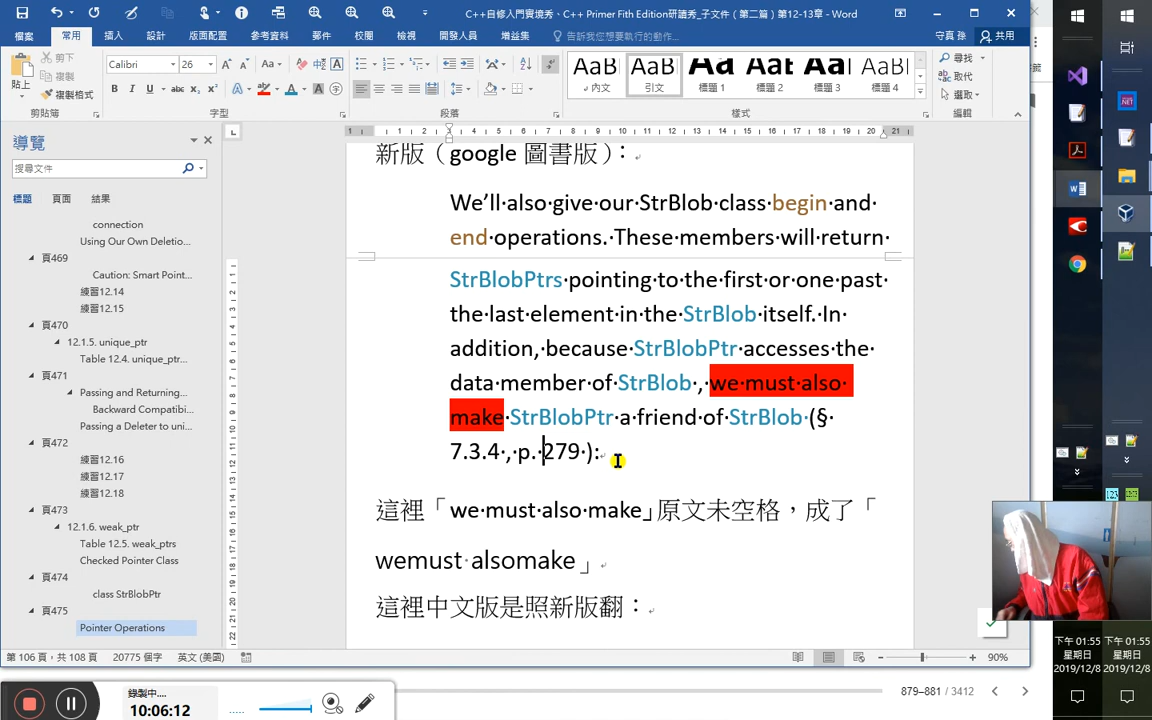 C++自修入門實境秀、C++ Primer Fifth Edition研讀秀_子文件（第二篇）第12-13章 - Word
檔案 常用 插入 設計 版面配置 參考資料 郵件 校閱 檢視 開發人員 增益集 告訴我您想要執行的動作... 守真 孫 共用
貼上 剪下 複製 複製格式
Calibri 26
AaB AaB AaB AaB AaB AaBl
內文 引文 標題 1 標題 2 標題 3 標題 4
尋找 取代 選取
剪貼簿 字型 段落 樣式 編輯
導覽
搜尋文件
標題 頁面 結果
connection
Using Our Own Deletio...
頁469
Caution: Smart Point...
練習12.14
練習12.15
頁470
12.1.5. unique_ptr
Table 12.4. unique_ptr...
頁471
Passing and Returning...
Backward Compatibi...
Passing a Deleter to uni...
頁472
練習12.16
練習12.17
練習12.18
頁473
12.1.6. weak_ptr
Table 12.5. weak_ptrs
Checked Pointer Class
頁474
class StrBlobPtr
頁475
Pointer Operations
新版（google 圖書版）：
We’ll also give our StrBlob class begin and
end operations. These members will return
StrBlobPtrs pointing to the first or one past
the last element in the StrBlob itself. In
addition, because StrBlobPtr accesses the
data member of StrBlob , we must also
make StrBlobPtr a friend of StrBlob (§
7.3.4 , p. 279 ):
這裡「we must also make」原文未空格，成了「
wemust alsomake」
這裡中文版是照新版翻：
第 106 頁，共 108 頁 20775 個字 英文 (美國) 90%
錄製中....
10:06:12
879–881 / 3412
下午 01:55
星期日
2019/12/8
下午 01:55
星期日
2019/12/8